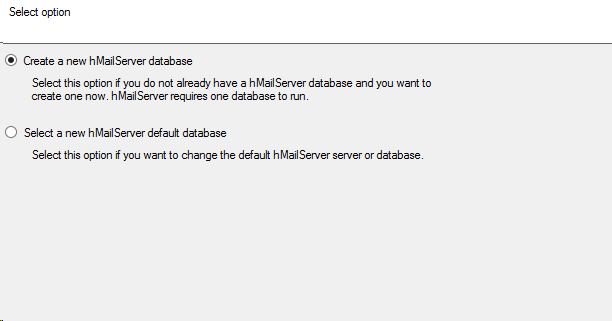 Select option
Create a new hMailServer database
Select this option if you do not already have a hMailServer database and you want to
create one now. hMailServer requires one database to run.
Select a new hMailServer default database
Select this option if you want to change the default hMailServer server or database.